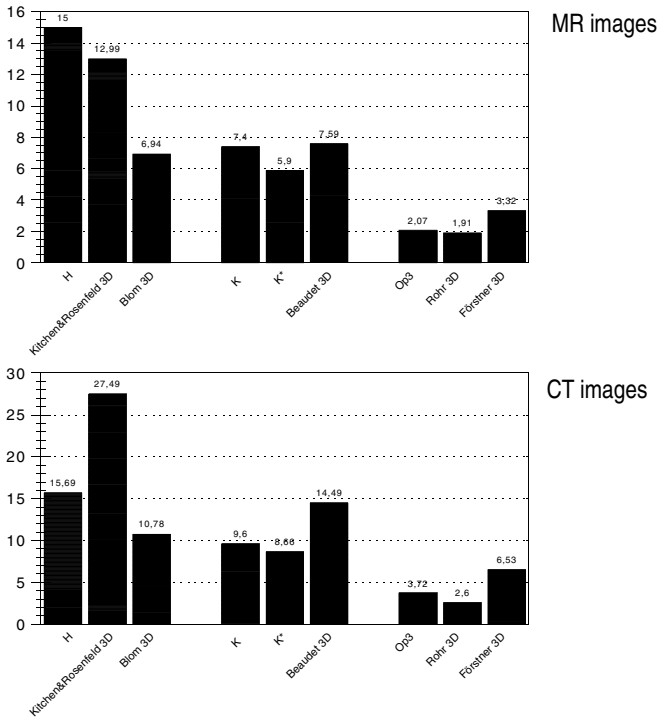 MR images
16
14
12
10
8
6
4
2
0
15
12,99
6,94
7,4
5,9
7,59
2,07
1,91
3,32
H
Kitchen&Rosenfeld 3D
Blom 3D
K
K*
Beaudet 3D
Op3
Rohr 3D
Förstner 3D
CT images
30
25
20
15
10
5
0
15,69
27,49
10,78
9,6
8,66
14,49
3,72
2,6
6,53
H
Kitchen&Rosenfeld 3D
Blom 3D
K
K*
Beaudet 3D
Op3
Rohr 3D
Förstner 3D